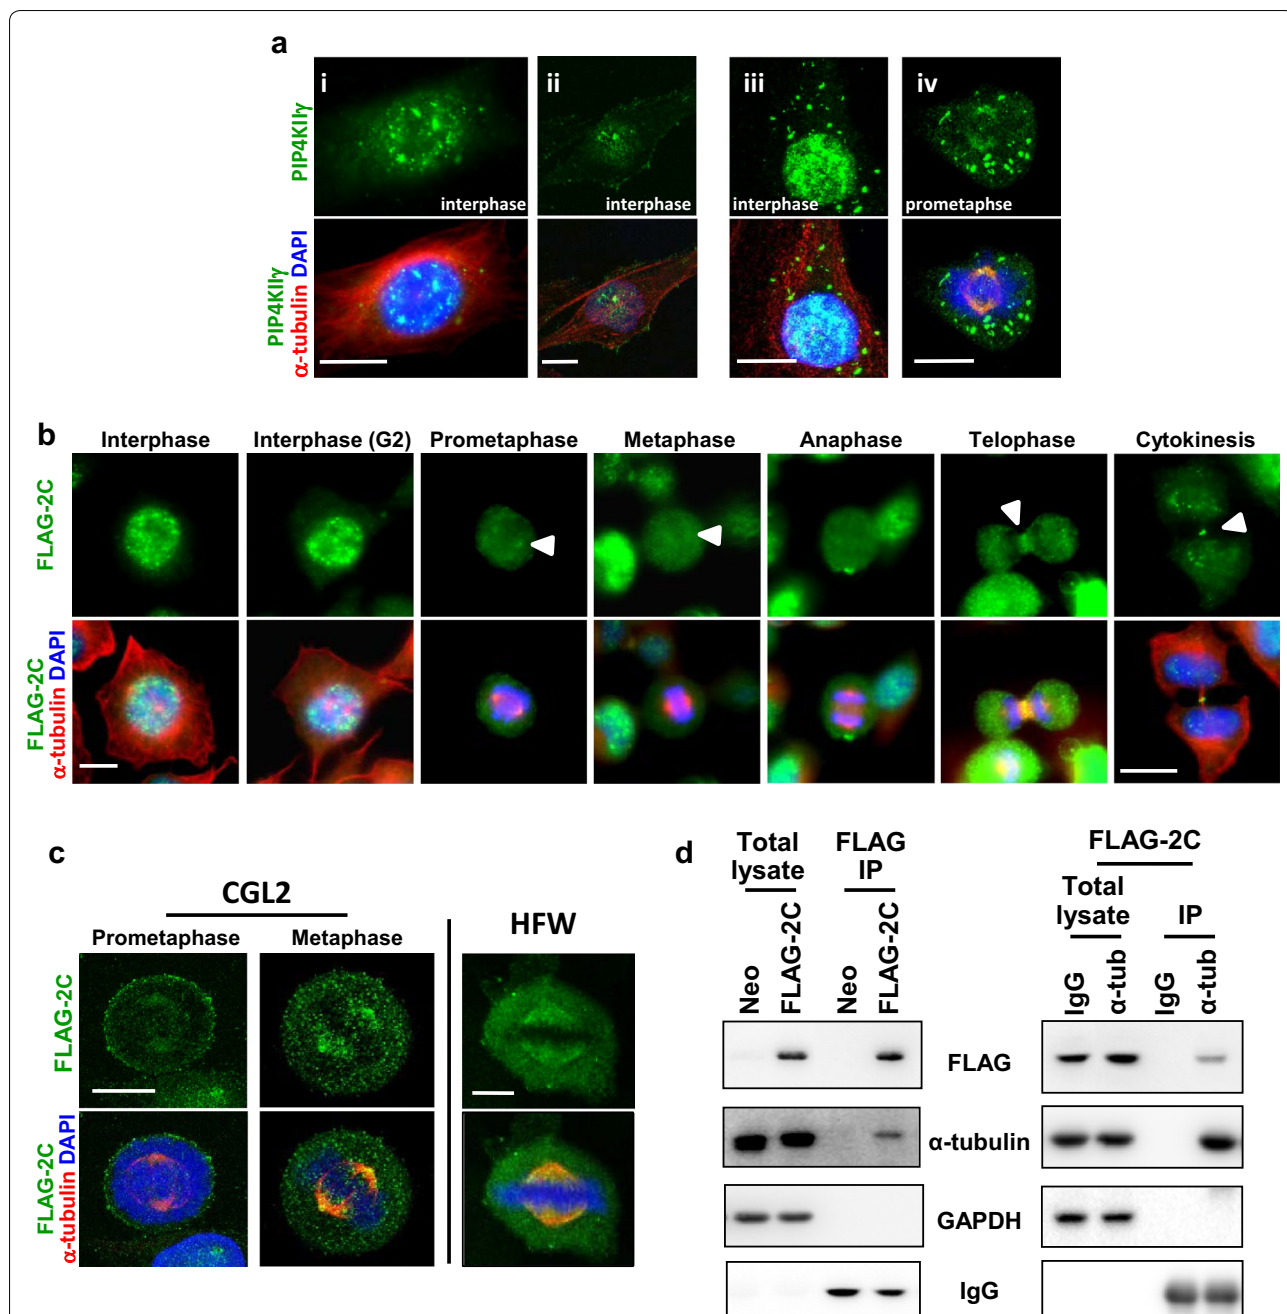 a
i
ii
iii
iv
PIP4KIIγ
interphase
interphase
interphase
prometaphse
PIP4KIIγ
α-tubulin DAPI
b
Interphase
Interphase (G2)
Prometaphase
Metaphase
Anaphase
Telophase
Cytokinesis
FLAG-2C
FLAG-2C
α-tubulin DAPI
c
CGL2
HFW
Prometaphase
Metaphase
FLAG-2C
FLAG-2C
α-tubulin DAPI
d
Total
lysate
FLAG
IP
Neo
FLAG-2C
Neo
FLAG-2C
FLAG-2C
Total
lysate
IP
IgG
α-tub
IgG
α-tub
FLAG
α-tubulin
GAPDH
IgG